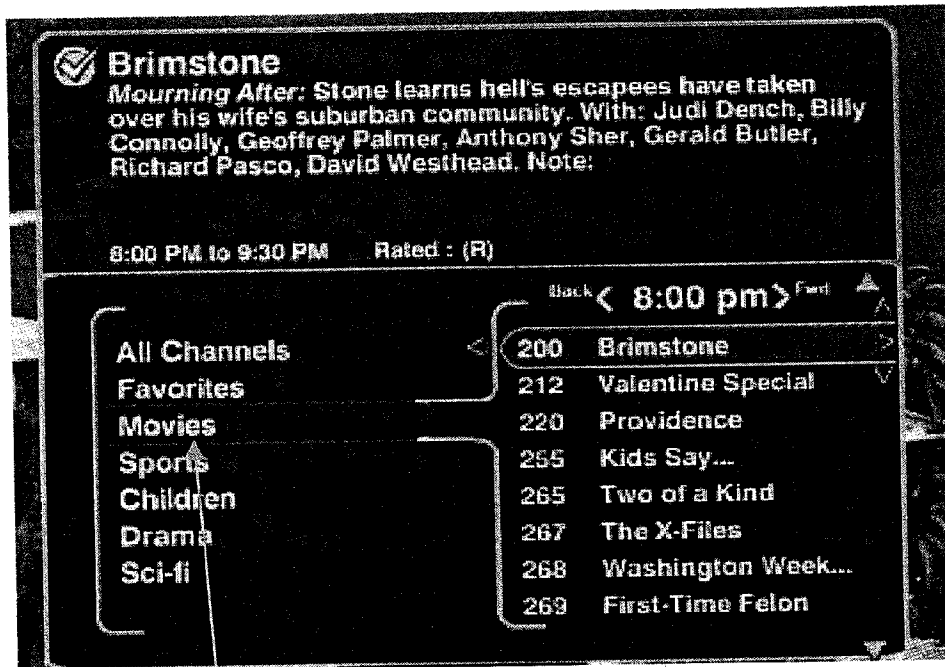 Brimstone
Mourning After: Stone learns hell's escapees have taken
over his wife's suburban community. With: Judi Dench, Billy
Connolly, Geoffrey Palmer, Anthony Sher, Gerald Butler,
Richard Pasco, David Westhead. Note:
8:00 PM to 9:30 PM Rated : (R)
Back < 8:00 pm > Fwd
All Channels
Favorites
Movies
Sports
Children
Drama
Sci-fi
< 200 Brimstone >
212 Valentine Special
220 Providence
255 Kids Say...
265 Two of a Kind
267 The X-Files
268 Washington Week...
269 First-Time Felon